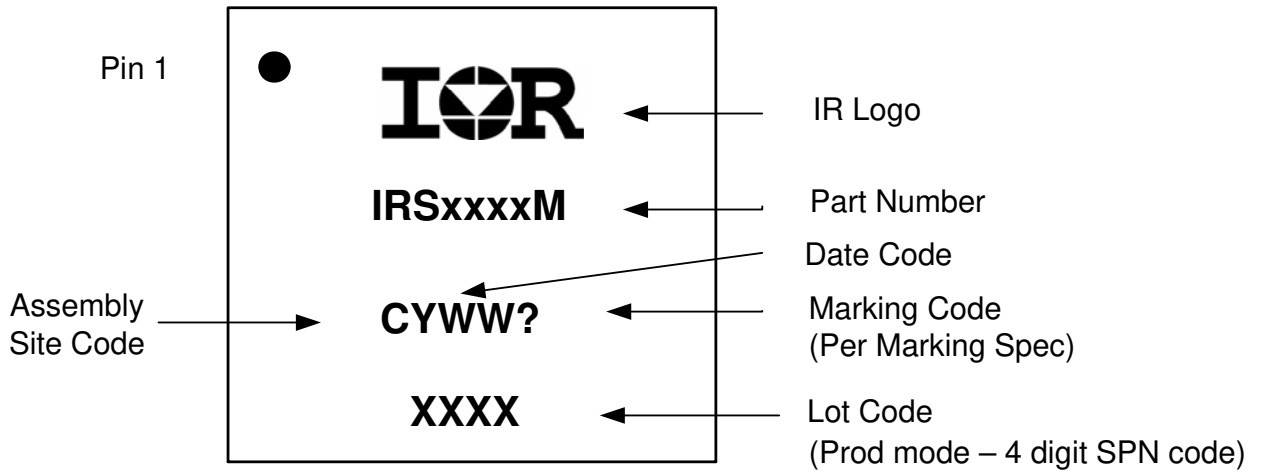 Pin 1
IOR
IR Logo
IRSxxxxM
Part Number
Date Code
Assembly
Site Code
CYWW?
Marking Code
(Per Marking Spec)
XXXX
Lot Code
(Prod mode – 4 digit SPN code)